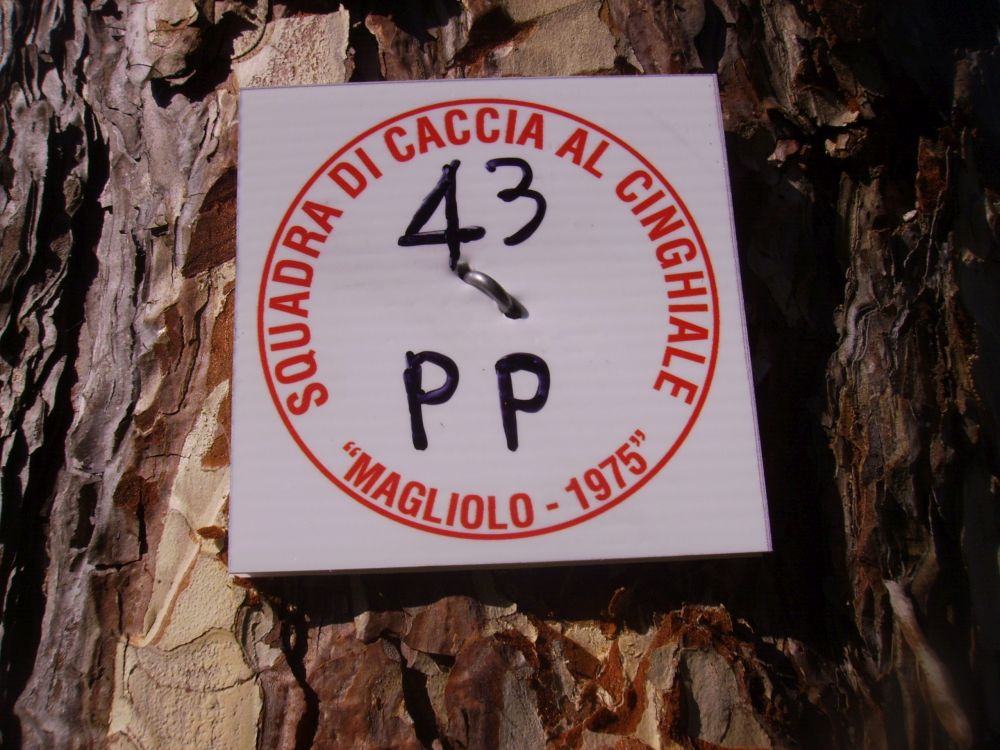 SQUADRA DI CACCIA AL CINGHIALE
43
PP
“MAGLIOLO - 1975”